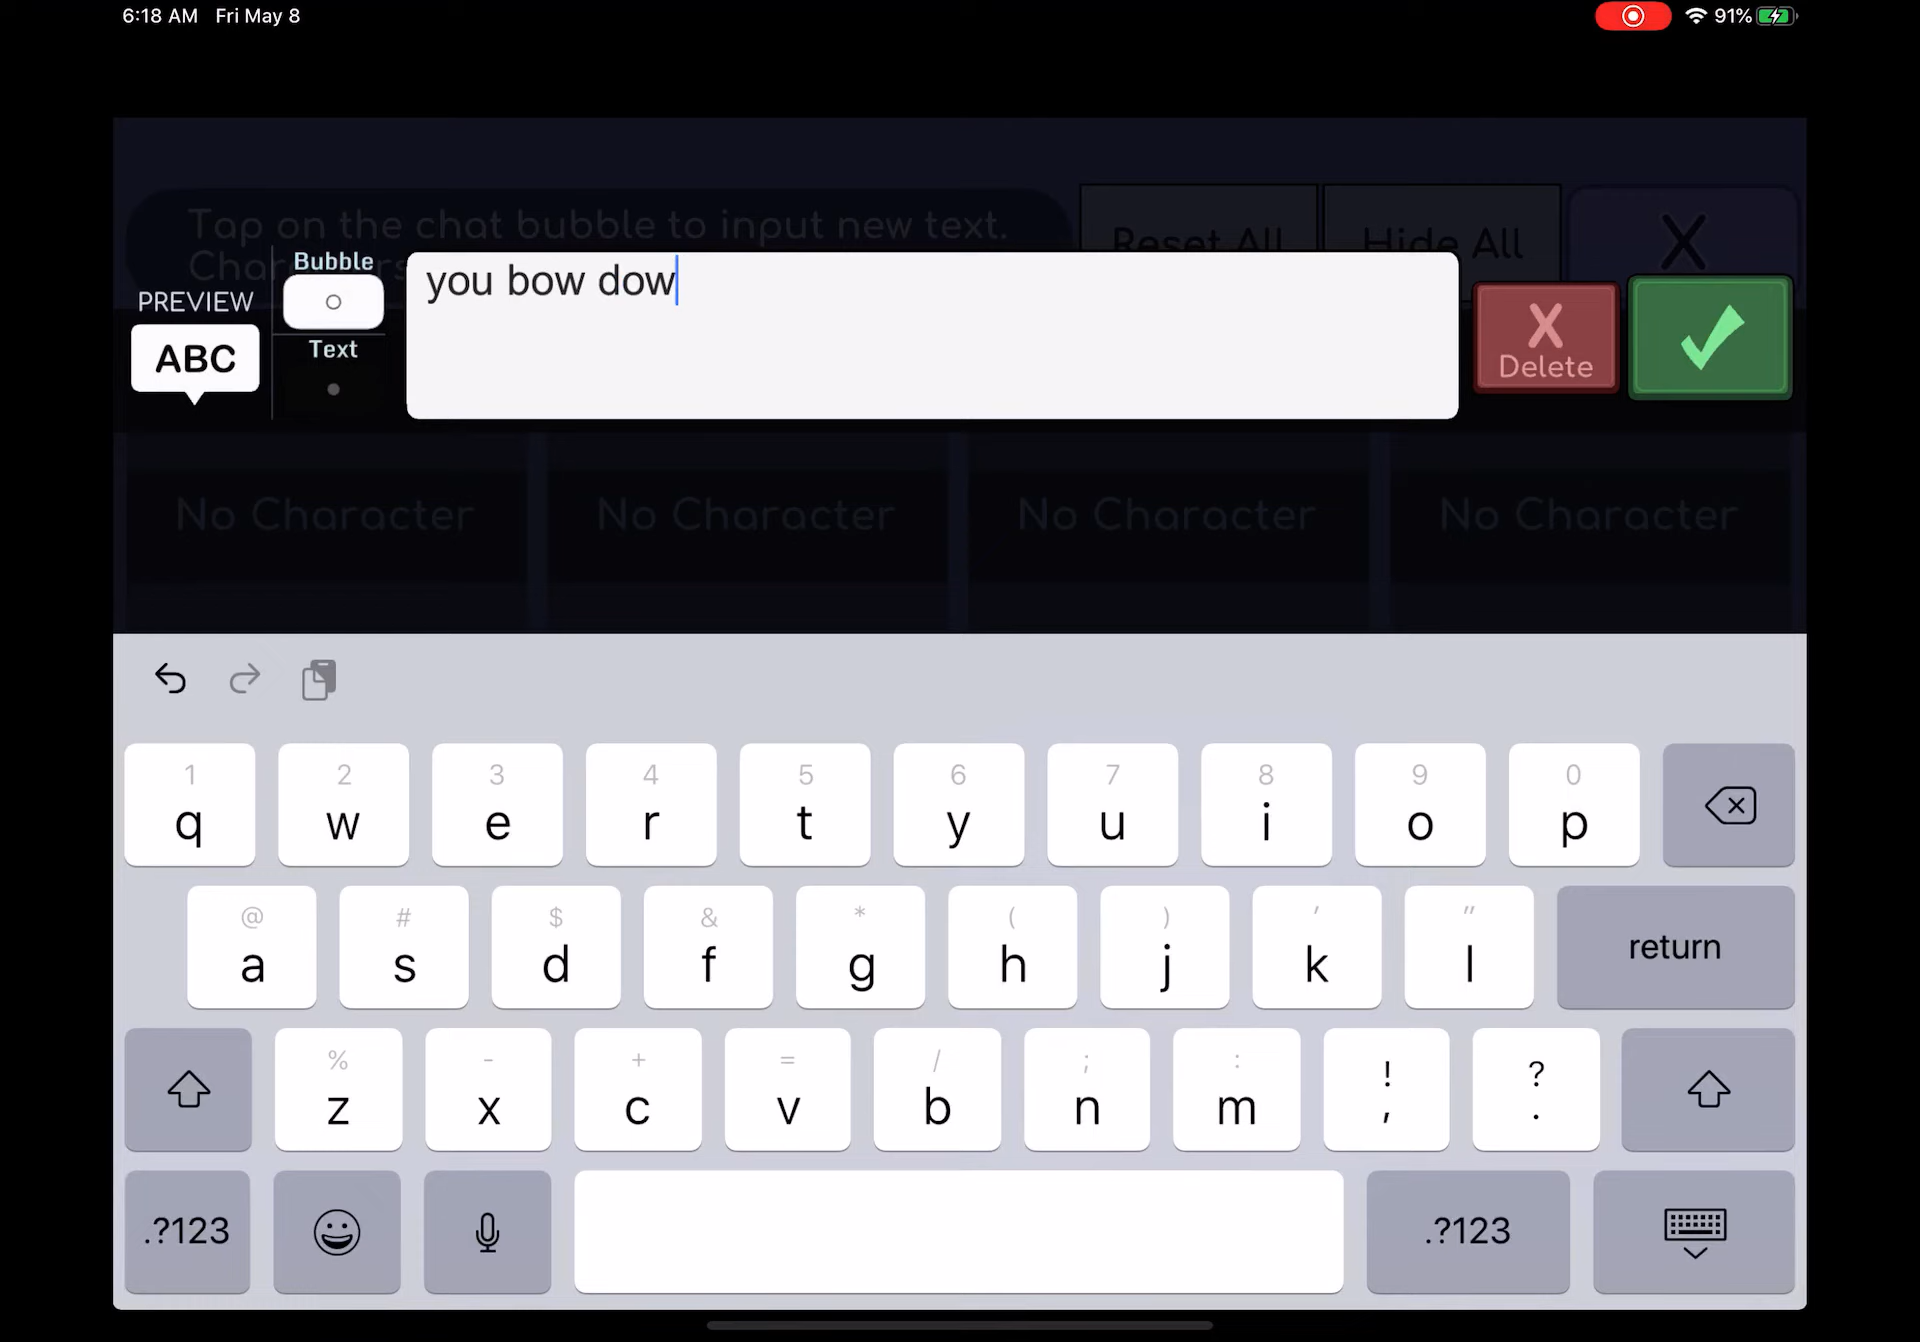 6:18 AM Fri May 8
91%
Tap on the chat bubble to input new text.
Reset All
Hide All
X
Bubble
PREVIEW
ABC
Text
you bow dow
X
Delete
No Character
No Character
No Character
No Character
1 2 3 4 5 6 7 8 9 0
q w e r t y u i o p
@ # $ & * ( ) ' "
a s d f g h j k l
return
% - + = / ; : ! ?
z x c v b n m , .
.?123
.?123